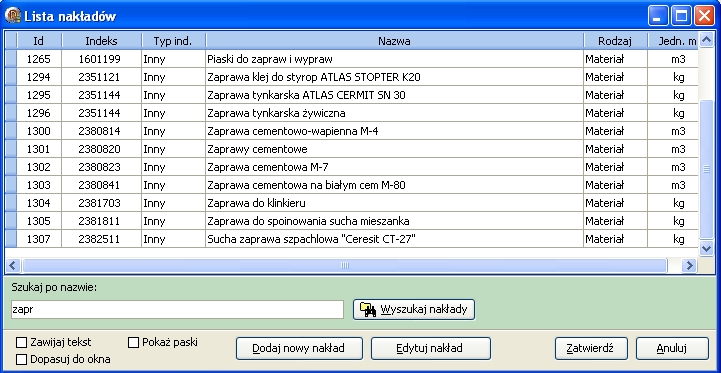 Lista nakładów
Id Indeks Typ ind. Nazwa Rodzaj Jedn. m
1265 1601199 Inny Piaski do zapraw i wypraw Materiał m3
1294 2351121 Inny Zaprawa klej do styrop ATLAS STOPTER K20 Materiał kg
1295 2351144 Inny Zaprawa tynkarska ATLAS CERMIT SN 30 Materiał kg
1296 2351144 Inny Zaprawa tynkarska żywiczna Materiał kg
1300 2380814 Inny Zaprawa cementowo-wapienna M-4 Materiał m3
1301 2380820 Inny Zaprawy cementowe Materiał m3
1302 2380823 Inny Zaprawa cementowa M-7 Materiał m3
1303 2380841 Inny Zaprawa cementowa na białym cem M-80 Materiał m3
1304 2381703 Inny Zaprawa do klinkieru Materiał kg
1305 2381811 Inny Zaprawa do spoinowania sucha mieszanka Materiał kg
1307 2382511 Inny Sucha zaprawa szpachlowa "Ceresit CT-27" Materiał kg
Szukaj po nazwie:
zapr Wyszukaj nakłady
Zawijaj tekst Pokaż paski Dodaj nowy nakład Edytuj nakład Zatwierdź Anuluj
Dopasuj do okna